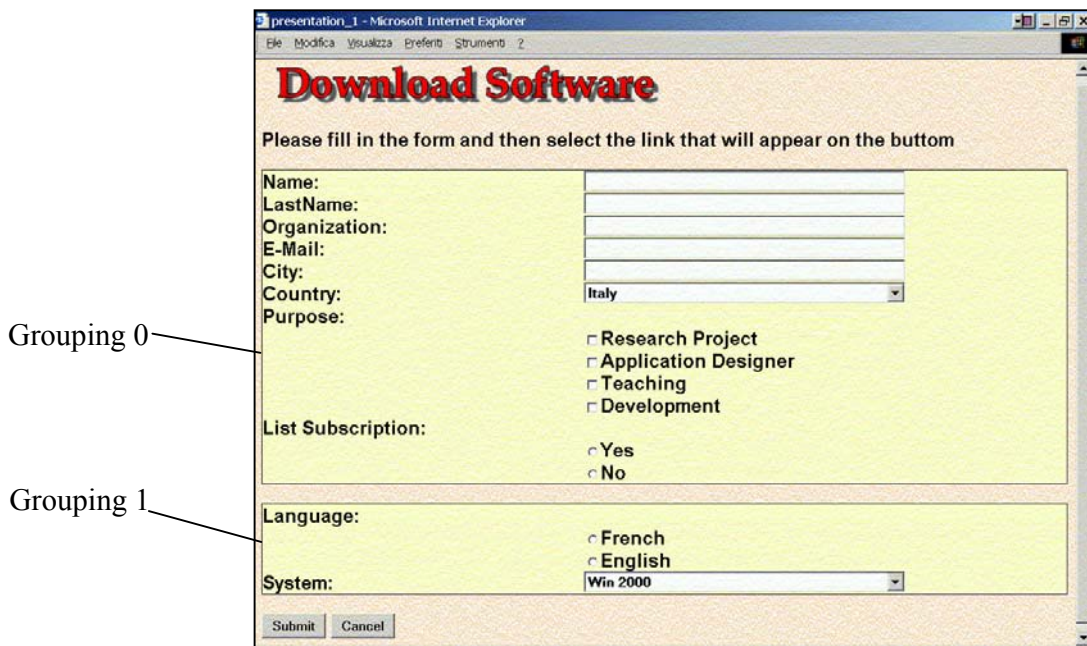 presentation_1 - Microsoft Internet Explorer
File Modifica Visualizza Preferiti Strumenti ?
Download Software
Please fill in the form and then select the link that will appear on the buttom
Name:
LastName:
Organization:
E-Mail:
City:
Country: Italy
Purpose:
Grouping 0
Research Project
Application Designer
Teaching
Development
List Subscription:
Yes
No
Grouping 1
Language:
French
English
System: Win 2000
Submit Cancel